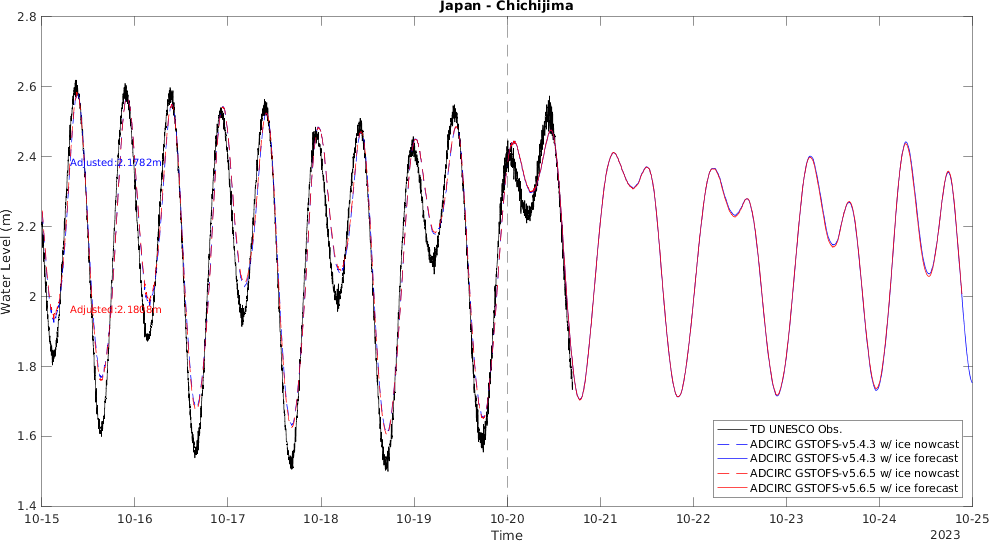 Japan - Chichijima
Water Level (m)
2.8
2.6
2.4
2.2
2
1.8
1.6
1.4
Adjusted:2.1782m
Adjusted:2.1868m
TD UNESCO Obs.
ADCIRC GSTOFS-v5.4.3 w/ ice nowcast
ADCIRC GSTOFS-v5.4.3 w/ ice forecast
ADCIRC GSTOFS-v5.6.5 w/ ice nowcast
ADCIRC GSTOFS-v5.6.5 w/ ice forecast
10-15 10-16 10-17 10-18 10-19 10-20 10-21 10-22 10-23 10-24 10-25
Time
2023